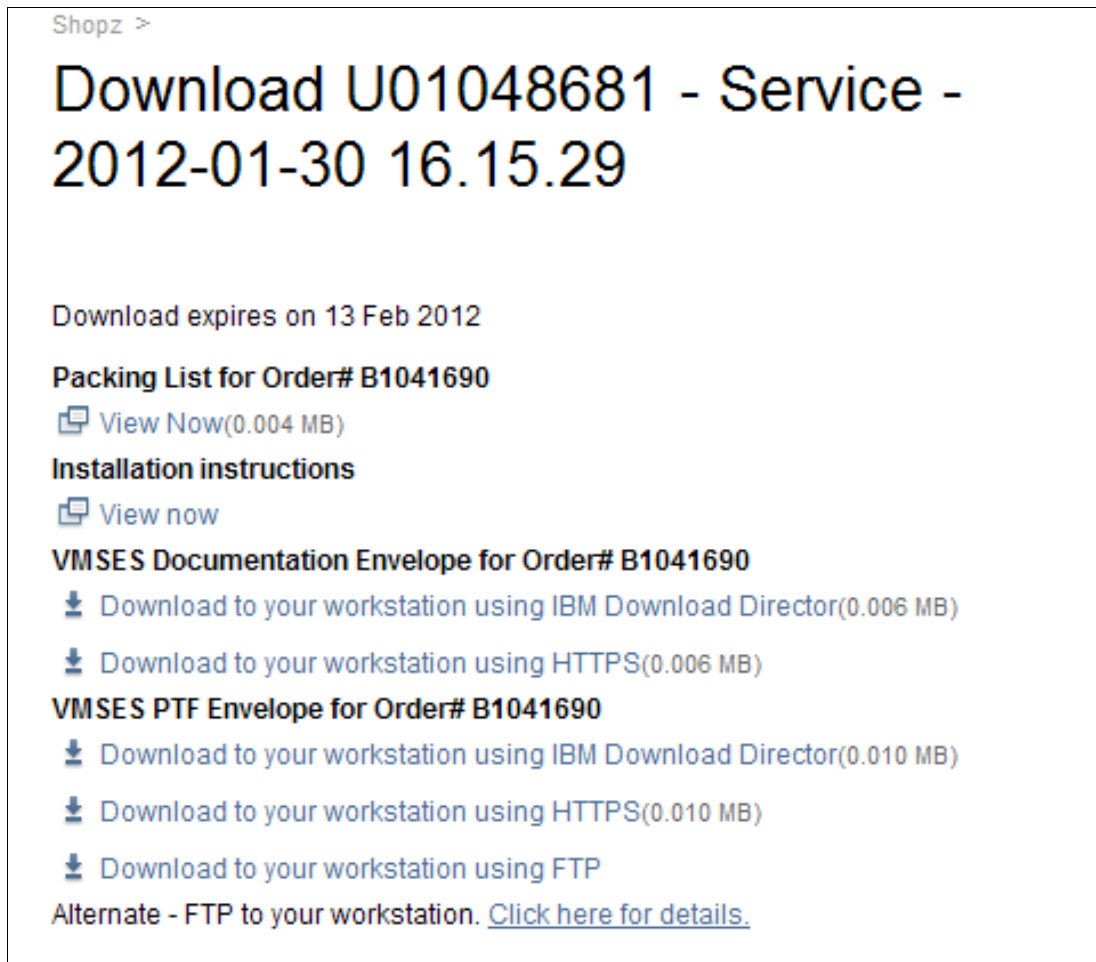 Shopz >
Download U01048681 - Service -
2012-01-30 16.15.29
Download expires on 13 Feb 2012
Packing List for Order# B1041690
View Now(0.004 MB)
Installation instructions
View now
VMSES Documentation Envelope for Order# B1041690
Download to your workstation using IBM Download Director(0.006 MB)
Download to your workstation using HTTPS(0.006 MB)
VMSES PTF Envelope for Order# B1041690
Download to your workstation using IBM Download Director(0.010 MB)
Download to your workstation using HTTPS(0.010 MB)
Download to your workstation using FTP
Alternate - FTP to your workstation. Click here for details.